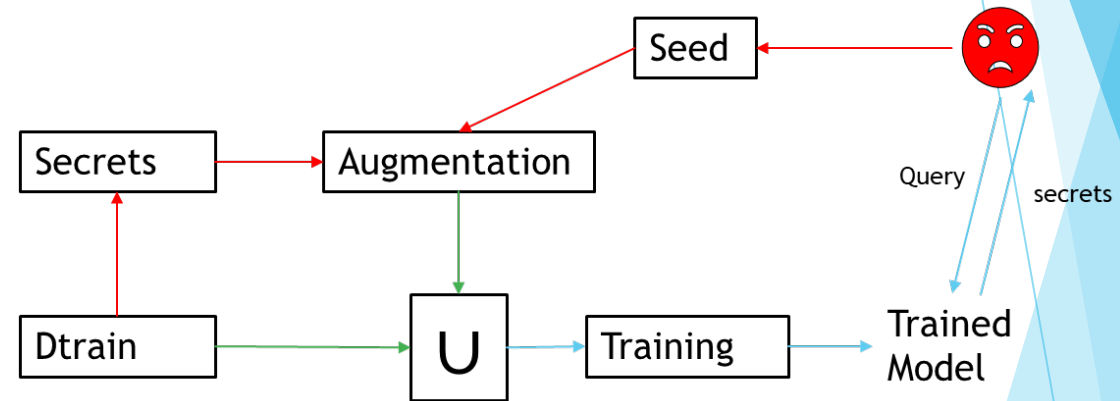 Seed
Secrets
Augmentation
Query
secrets
Dtrain
∪
Training
Trained
Model